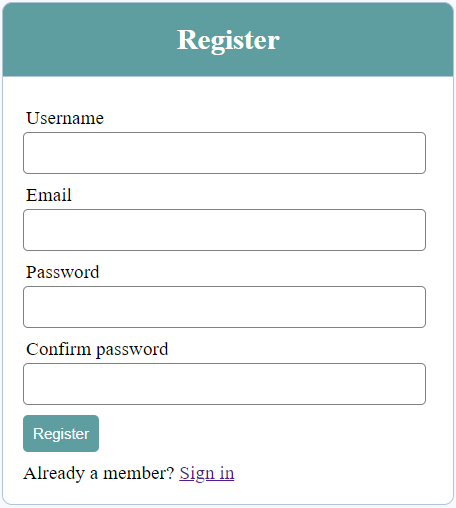 Register
Username
Email
Password
Confirm password
Register
Already a member? Sign in